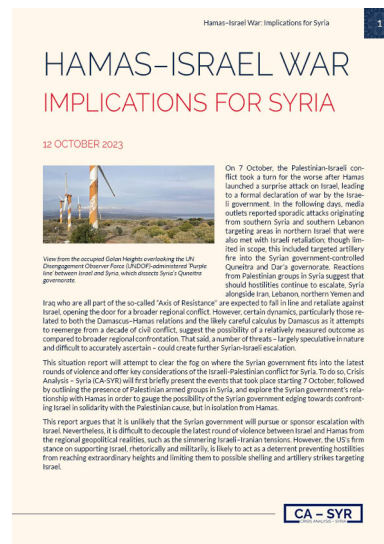 Hamas–Israel War: Implications for Syria
1
HAMAS–ISRAEL WAR
IMPLICATIONS FOR SYRIA
12 OCTOBER 2023
On 7 October, the Palestinian-Israeli con-
flict took a turn for the worse after Hamas
launched a surprise attack on Israel, leading
to a formal declaration of war by the Israe-
li government. In the following days, media
outlets reported sporadic attacks originating
from southern Syria and southern Lebanon
targeting areas in northern Israel that were
also met with Israeli retaliation; though lim-
ited in scope, this included targeted artillery
fire into the Syrian government-controlled
Quneitra and Dar'a governorate. Reactions
from Palestinian groups in Syria suggest that
should hostilities continue to escalate, Syria
alongside Iran, Lebanon, northern Yemen and
View from the occupied Golan Heights overlooking the UN
Disengagement Observer Force (UNDOF)-administered 'Purple
line' between Israel and Syria, which dissects Syria's Quneitra
governorate.
Iraq who are all part of the so-called "Axis of Resistance" are expected to fall in line and retaliate against
Israel, opening the door for a broader regional conflict. However, certain dynamics, particularly those re-
lated to both the Damascus–Hamas relations and the likely careful calculus by Damascus as it attempts
to reemerge from a decade of civil conflict, suggest the possibility of a relatively measured outcome as
compared to broader regional confrontation. That said, a number of threats – largely speculative in nature
and difficult to accurately ascertain – could create further Syrian-Israeli escalation.
This situation report will attempt to clear the fog on where the Syrian government fits into the latest
rounds of violence and offer key considerations of the Israeli-Palestinian conflict for Syria. To do so, Crisis
Analysis – Syria (CA-SYR) will first briefly present the events that took place starting 7 October, followed
by outlining the presence of Palestinian armed groups in Syria, and explore the Syrian government's rela-
tionship with Hamas in order to gauge the possibility of the Syrian government edging towards confront-
ing Israel in solidarity with the Palestinian cause, but in isolation from Hamas.
This report argues that it is unlikely that the Syrian government will pursue or sponsor escalation with
Israel. Nevertheless, it is difficult to decouple the latest round of violence between Israel and Hamas from
the regional geopolitical realities, such as the simmering Israeli–Iranian tensions. However, the US's firm
stance on supporting Israel, rhetorically and militarily, is likely to act as a deterrent preventing hostilities
from reaching extraordinary heights and limiting them to possible shelling and artillery strikes targeting
Israel.
CA – SYR
CRISIS ANALYSIS – SYRIA